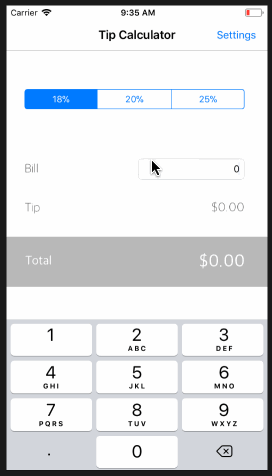 Carrier 9:35 AM
Tip Calculator Settings
18% 20% 25%
Bill 0
Tip $0.00
Total $0.00
1 2 3
ABC DEF
4 5 6
GHI JKL MNO
7 8 9
PQRS TUV WXYZ
. 0